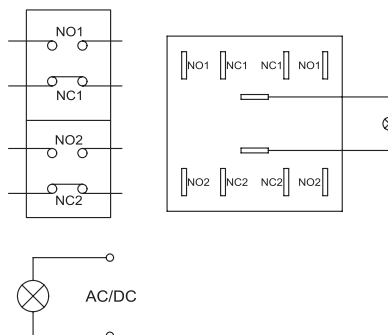 NO1
NC1
NO2
NC2
NO1 NC1 NC1 NO1
NO2 NC2 NC2 NO2
AC/DC